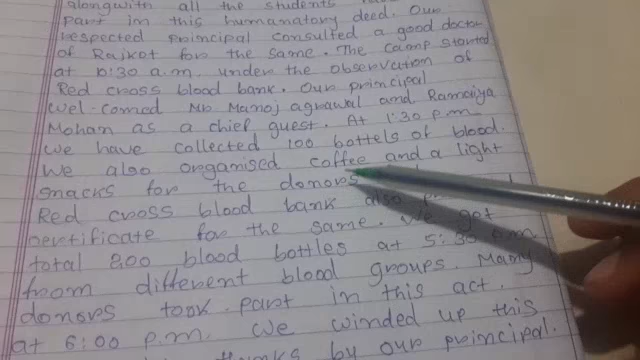 alongwith all the students
part in this humanatory deed. Our
respected principal consulted a good doctor
of Rajkot for the same. The camp started
at 10:30 a.m. under the observation of
Red cross blood bank. Our principal
wel-comed Mr Manoj agrawal and Ramaiya
Mohan as a chief guest. At 1:30 p.m
we have collected 100 bottels of blood.
We also organised coffee and a light
snacks for the donors
Red cross blood bank also
certificate for the same. We got
total 200 blood bottles at 5:30 p.m.
from different blood groups. Many
donors took part in this act.
at 6:00 p.m. We winded up this
by our principal.